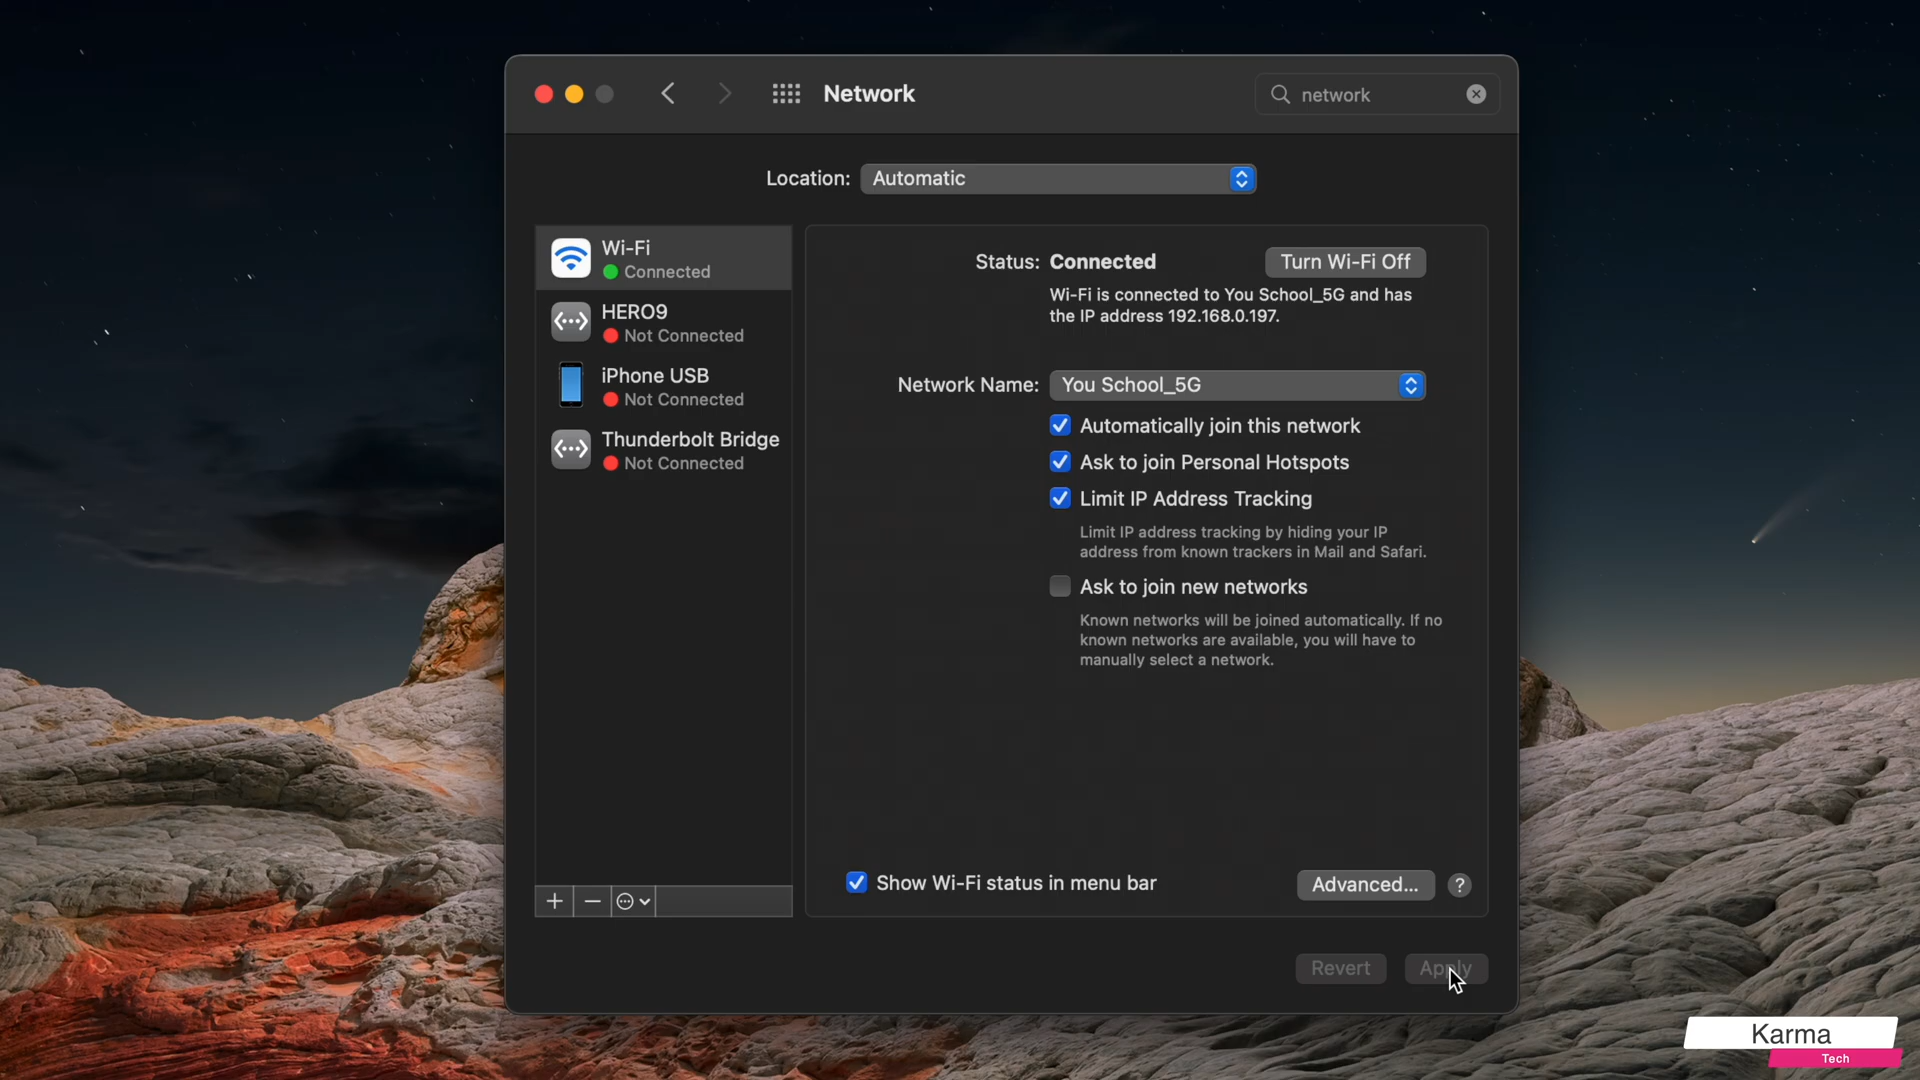 Network
network
Location: Automatic
Wi-Fi
Connected
HERO9
Not Connected
iPhone USB
Not Connected
Thunderbolt Bridge
Not Connected
Status: Connected
Turn Wi-Fi Off
Wi-Fi is connected to You School_5G and has
the IP address 192.168.0.197.
Network Name: You School_5G
Automatically join this network
Ask to join Personal Hotspots
Limit IP Address Tracking
Limit IP address tracking by hiding your IP
address from known trackers in Mail and Safari.
Ask to join new networks
Known networks will be joined automatically. If no
known networks are available, you will have to
manually select a network.
Show Wi-Fi status in menu bar
Advanced...
?
Revert
Apply
Karma
Tech